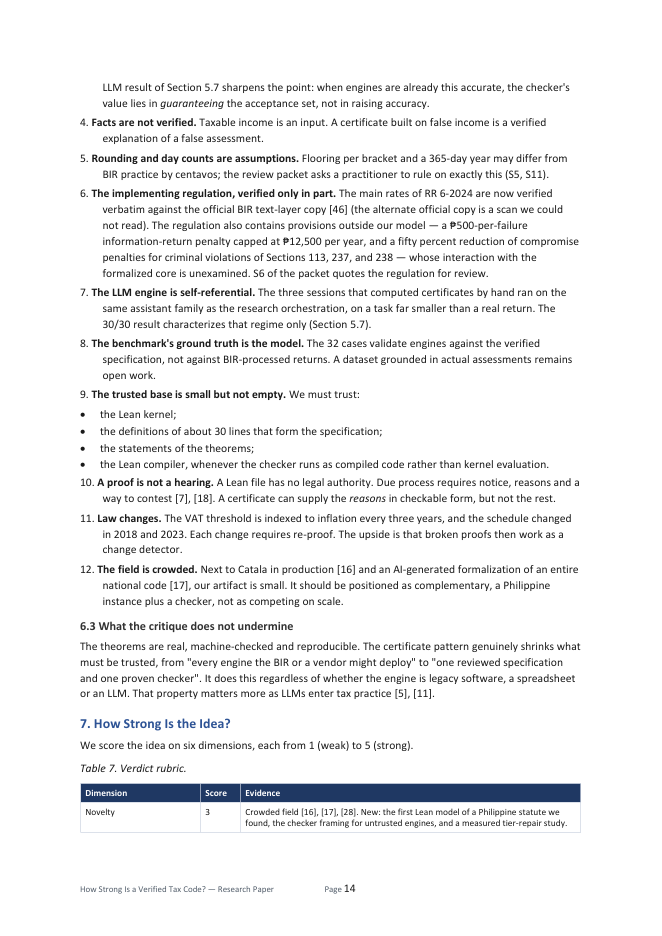 LLM result of Section 5.7 sharpens the point: when engines are already this accurate, the checker's
value lies in guaranteeing the acceptance set, not in raising accuracy.
4. Facts are not verified. Taxable income is an input. A certificate built on false income is a verified
explanation of a false assessment.
5. Rounding and day counts are assumptions. Flooring per bracket and a 365-day year may differ from
BIR practice by centavos; the review packet asks a practitioner to rule on exactly this (S5, S11).
6. The implementing regulation, verified only in part. The main rates of RR 6-2024 are now verified
verbatim against the official BIR text-layer copy [46] (the alternate official copy is a scan we could
not read). The regulation also contains provisions outside our model — a ₱500-per-failure
information-return penalty capped at ₱12,500 per year, and a fifty percent reduction of compromise
penalties for criminal violations of Sections 113, 237, and 238 — whose interaction with the
formalized core is unexamined. S6 of the packet quotes the regulation for review.
7. The LLM engine is self-referential. The three sessions that computed certificates by hand ran on the
same assistant family as the research orchestration, on a task far smaller than a real return. The
30/30 result characterizes that regime only (Section 5.7).
8. The benchmark's ground truth is the model. The 32 cases validate engines against the verified
specification, not against BIR-processed returns. A dataset grounded in actual assessments remains
open work.
9. The trusted base is small but not empty. We must trust:
• the Lean kernel;
• the definitions of about 30 lines that form the specification;
• the statements of the theorems;
• the Lean compiler, whenever the checker runs as compiled code rather than kernel evaluation.
10. A proof is not a hearing. A Lean file has no legal authority. Due process requires notice, reasons and a
way to contest [7], [18]. A certificate can supply the reasons in checkable form, but not the rest.
11. Law changes. The VAT threshold is indexed to inflation every three years, and the schedule changed
in 2018 and 2023. Each change requires re-proof. The upside is that broken proofs then work as a
change detector.
12. The field is crowded. Next to Catala in production [16] and an AI-generated formalization of an entire
national code [17], our artifact is small. It should be positioned as complementary, a Philippine
instance plus a checker, not as competing on scale.
6.3 What the critique does not undermine
The theorems are real, machine-checked and reproducible. The certificate pattern genuinely shrinks what
must be trusted, from "every engine the BIR or a vendor might deploy" to "one reviewed specification
and one proven checker". It does this regardless of whether the engine is legacy software, a spreadsheet
or an LLM. That property matters more as LLMs enter tax practice [5], [11].
7. How Strong Is the Idea?
We score the idea on six dimensions, each from 1 (weak) to 5 (strong).
Table 7. Verdict rubric.
Dimension Score Evidence
Novelty 3 Crowded field [16], [17], [28]. New: the first Lean model of a Philippine statute we
found, the checker framing for untrusted engines, and a measured tier-repair study.
How Strong Is a Verified Tax Code? — Research Paper Page 14